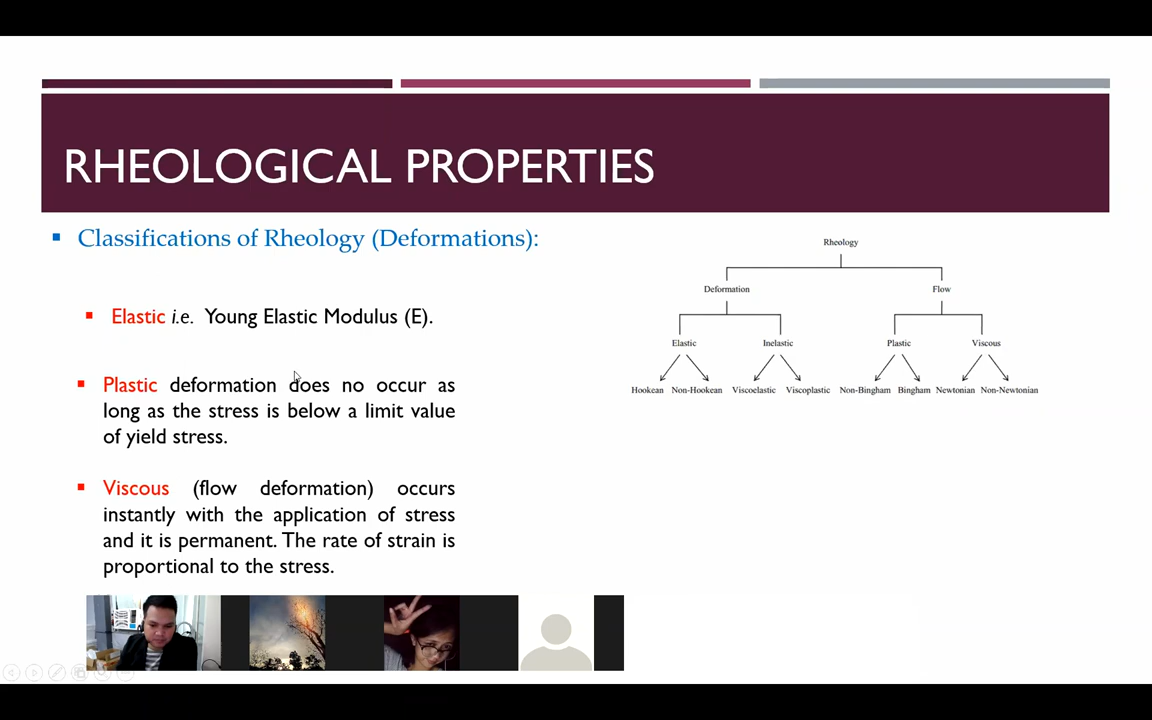 RHEOLOGICAL PROPERTIES
Classifications of Rheology (Deformations):
Elastic i.e. Young Elastic Modulus (E).
Plastic deformation does no occur as
long as the stress is below a limit value
of yield stress.
Viscous (flow deformation) occurs
instantly with the application of stress
and it is permanent. The rate of strain is
proportional to the stress.
Rheology
Deformation Flow
Elastic Inelastic Plastic Viscous
Hookean Non-Hookean Viscoelastic Viscoplastic Non-Bingham Bingham Newtonian Non-Newtonian